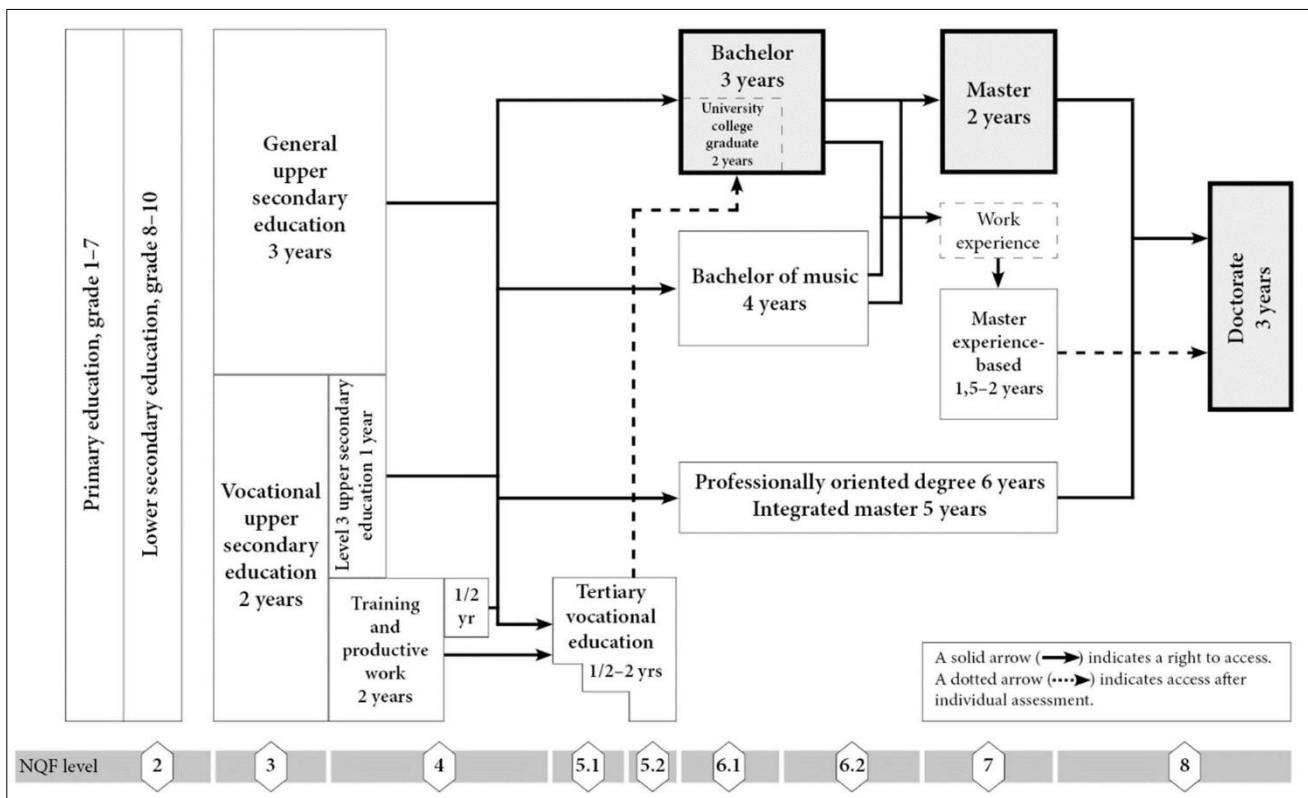 Primary education, grade 1–7
Lower secondary education, grade 8–10
General
upper
secondary
education
3 years
Vocational
upper
secondary
education
2 years
Level 3 upper secondary
education 1 year
Training
and
productive
work
2 years
1/2
yr
Tertiary
vocational
education
1/2–2 yrs
Bachelor
3 years
University
college
graduate
2 years
Bachelor of music
4 years
Professionally oriented degree 6 years
Integrated master 5 years
Master
2 years
Work
experience
Master
experience-
based
1,5–2 years
Doctorate
3 years
A solid arrow (➞) indicates a right to access.
A dotted arrow (⇢) indicates access after
individual assessment.
NQF level 2 3 4 5.1 5.2 6.1 6.2 7 8